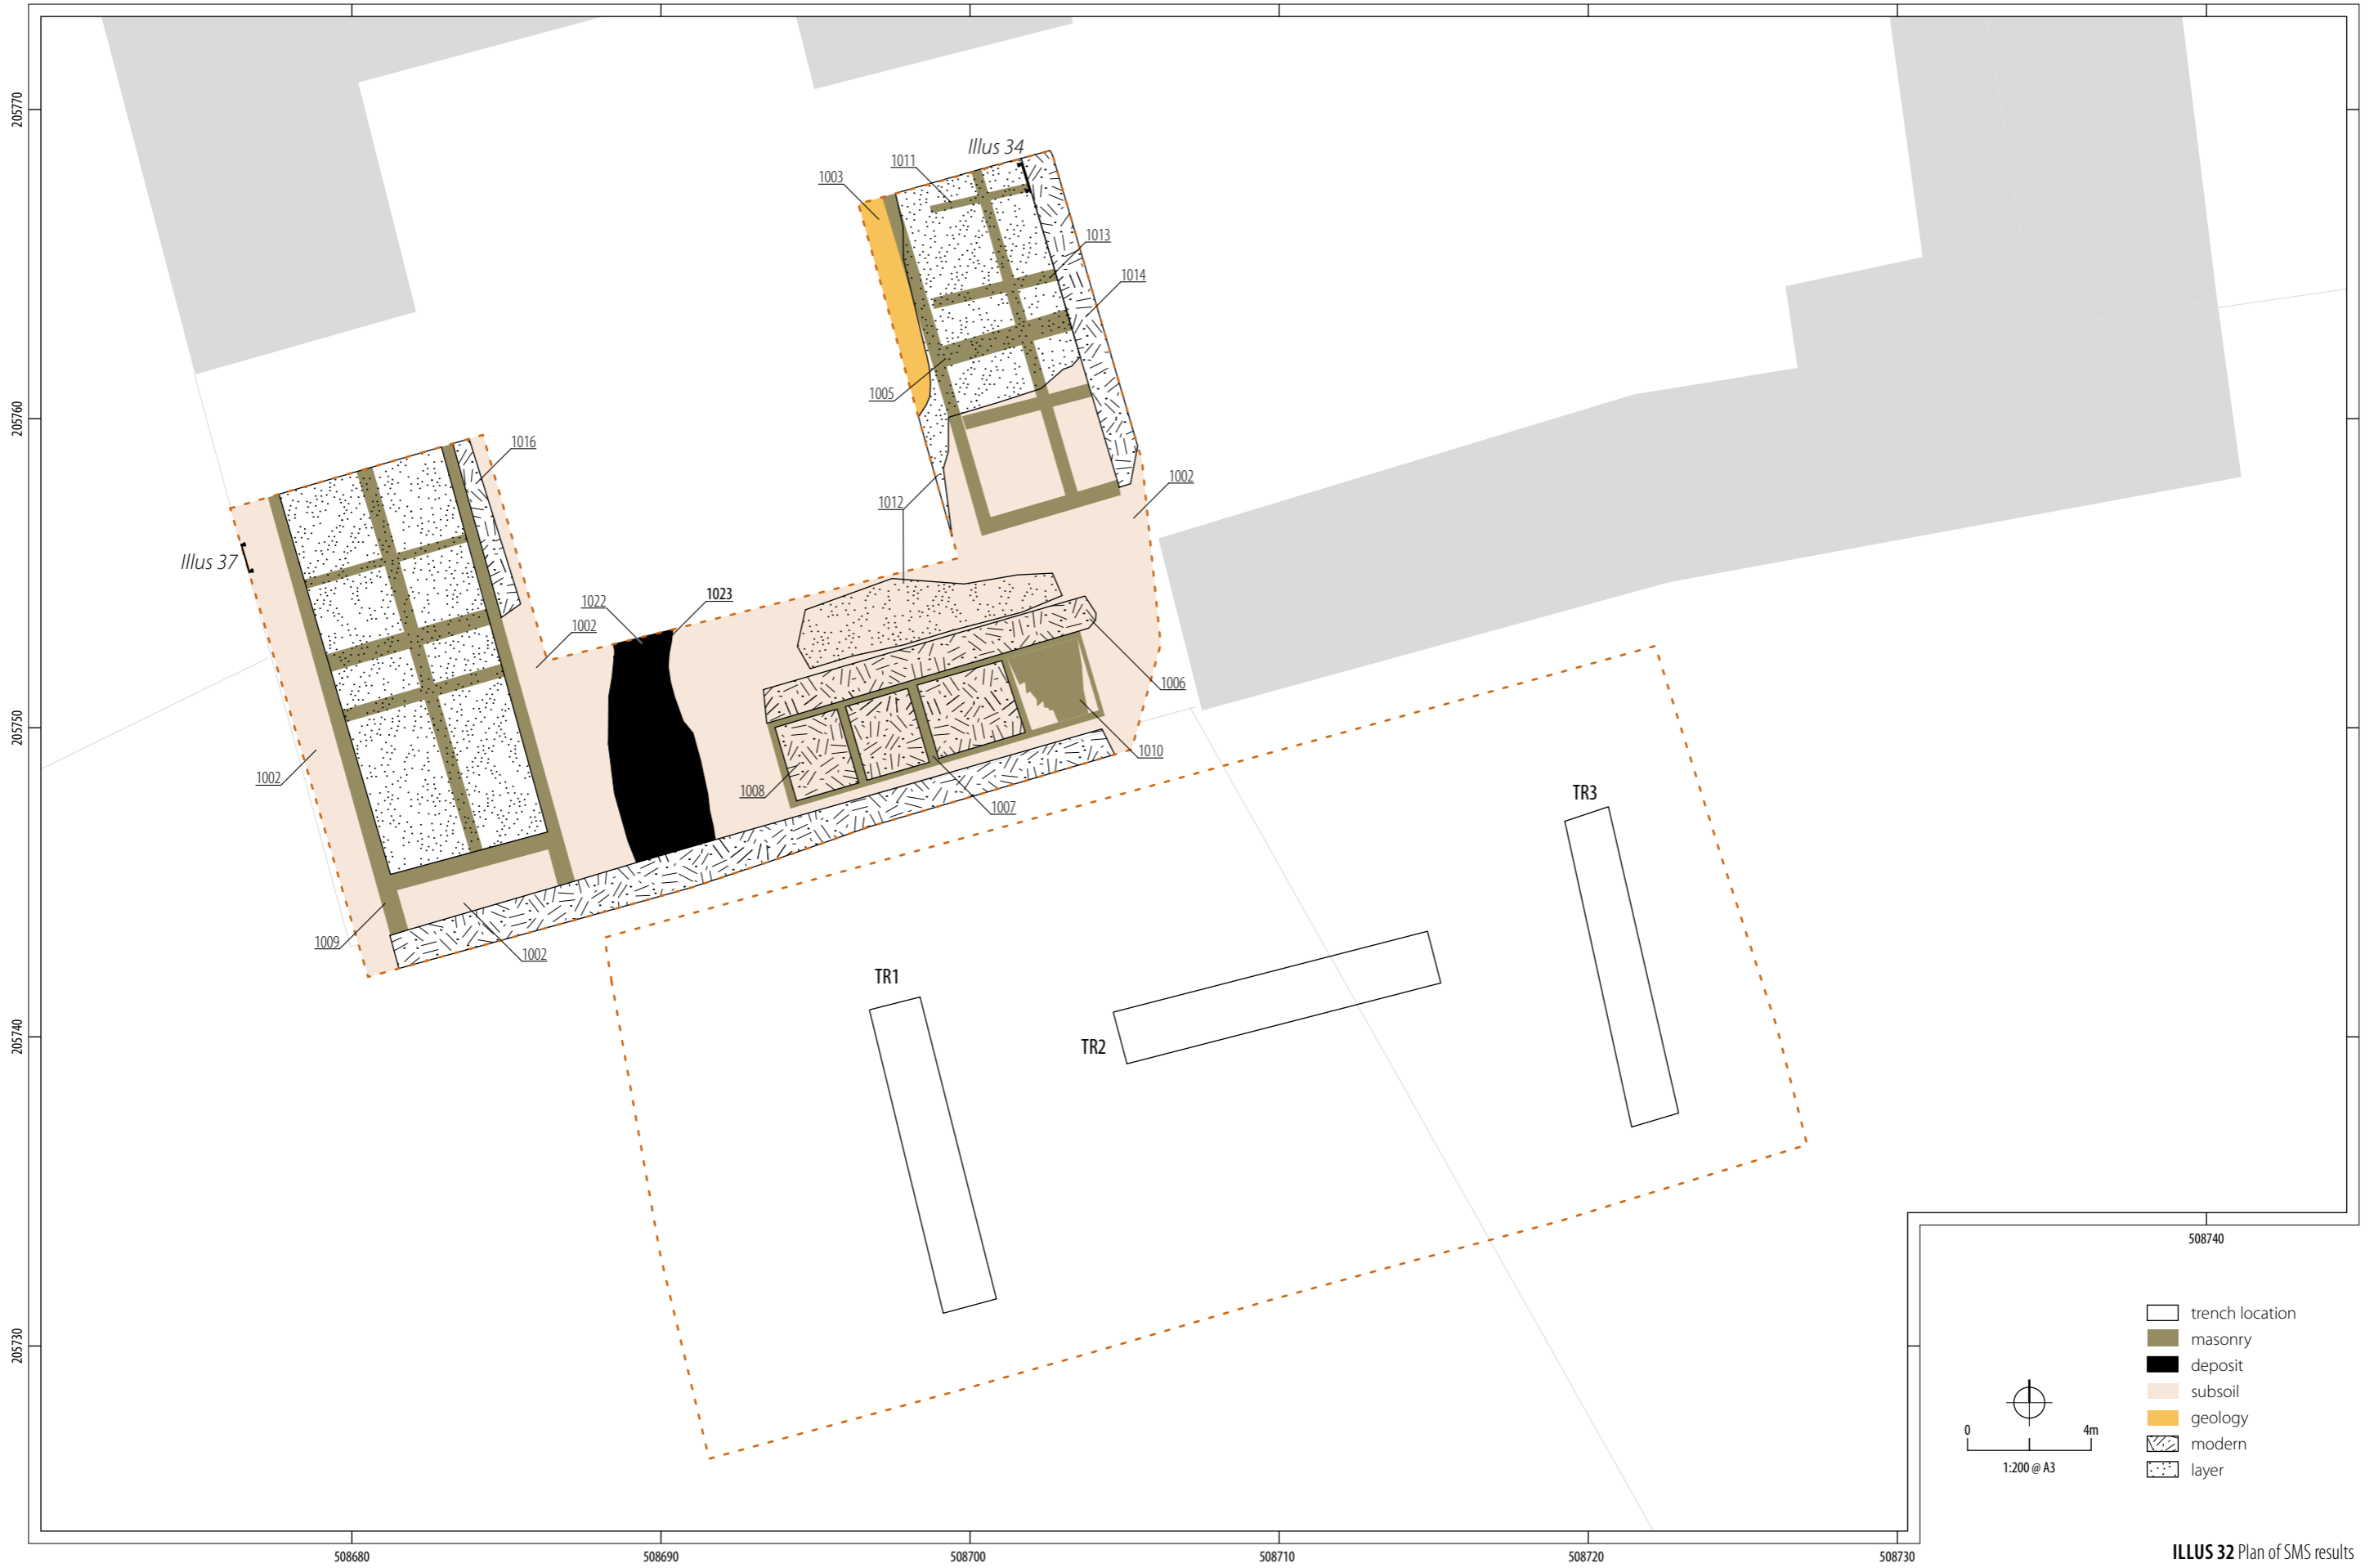 205770
205760
205750
205740
205730
Illus 34
1011
1003
1013
1014
1005
1016
1002
1012
Illus 37
1022
1023
1002
1006
1002
1010
1008
1007
1009
1002
TR1
TR2
TR3
508740
trench location
masonry
deposit
subsoil
geology
modern
layer
0 4m
1:200 @ A3
508680 508690 508700 508710 508720 508730
ILLUS 32 Plan of SMS results